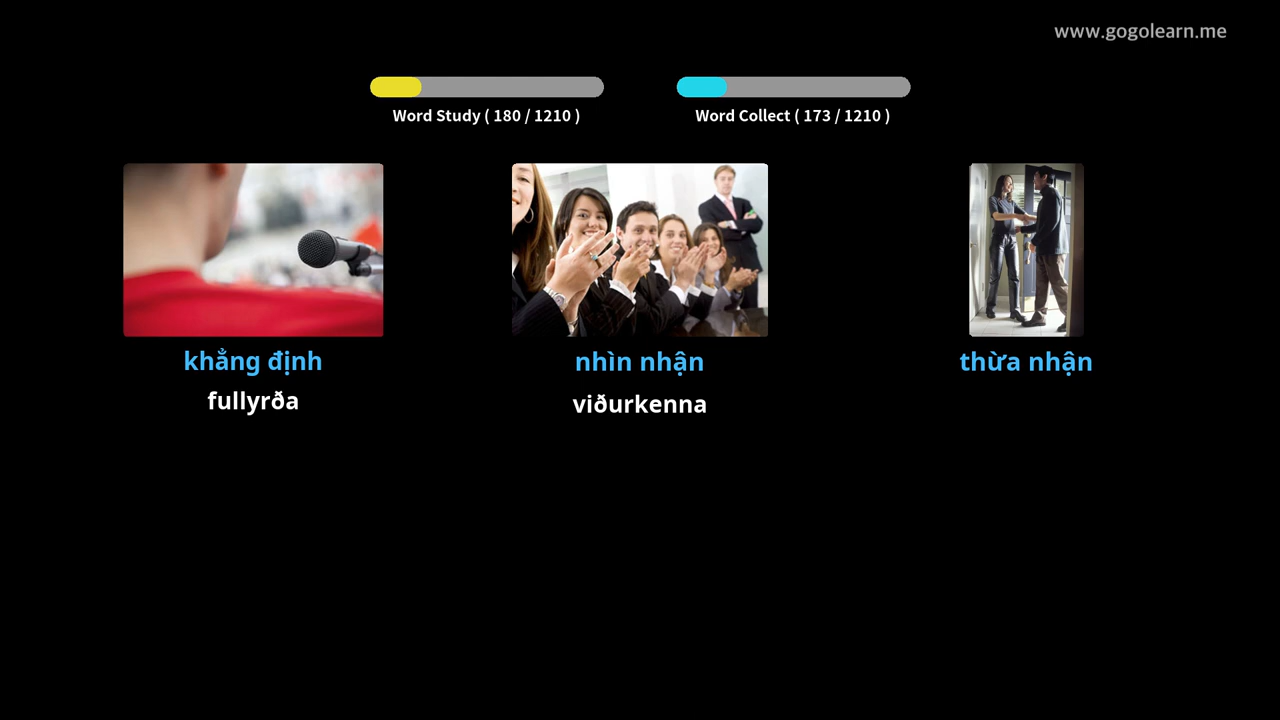 www.gogolearn.me
Word Study ( 180 / 1210 )
Word Collect ( 173 / 1210 )
khẳng định
nhìn nhận
thừa nhận
fullyrða
viðurkenna